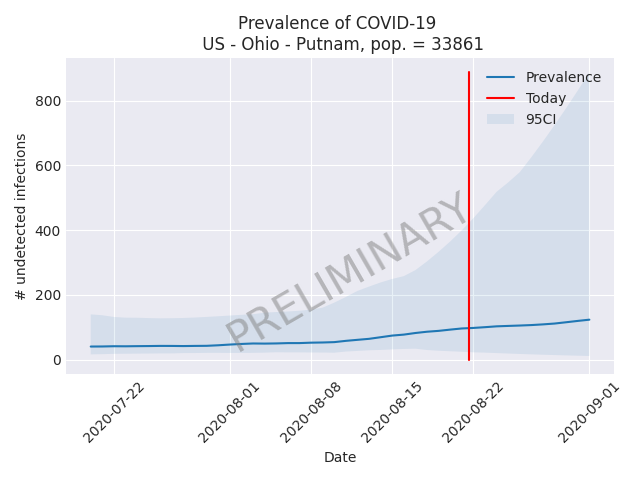 Prevalence of COVID-19
US - Ohio - Putnam, pop. = 33861
Prevalence
Today
95CI
PRELIMINARY
# undetected infections
800
600
400
200
0
2020-07-22
2020-08-01
2020-08-08
2020-08-15
2020-08-22
2020-09-01
Date